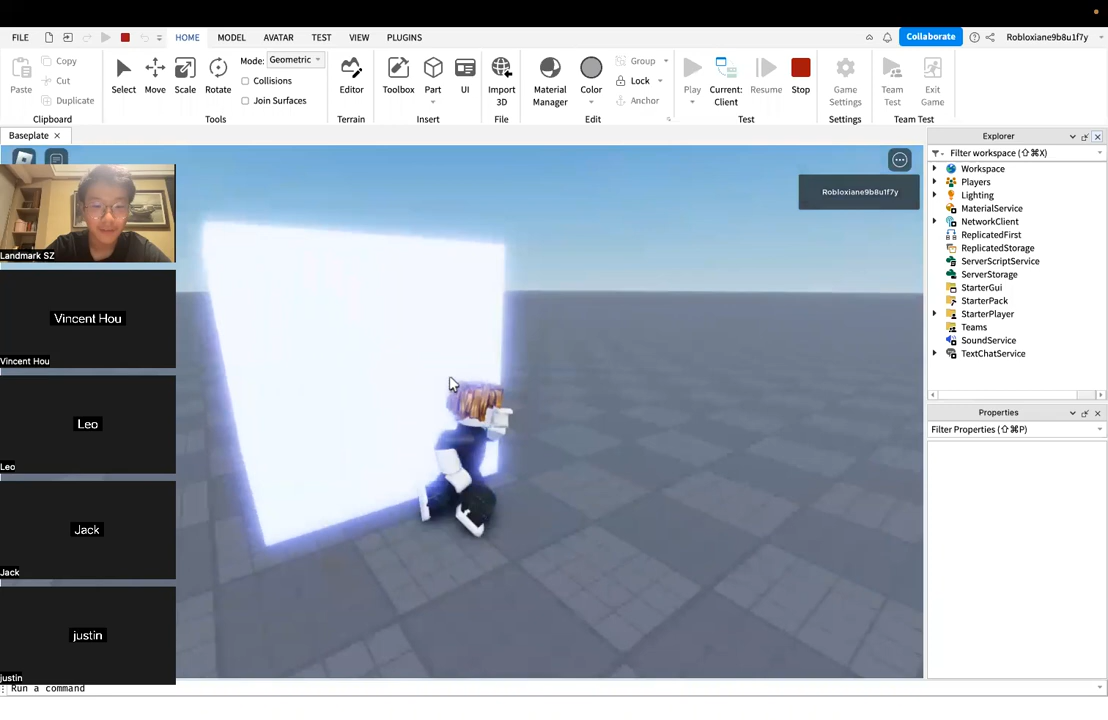 FILE HOME MODEL AVATAR TEST VIEW PLUGINS Collaborate Robloxiane9b8u1f7y
Paste Copy Cut Duplicate
Clipboard
Select Move Scale Rotate
Mode: Geometric
Collisions
Join Surfaces
Tools
Editor
Terrain
Toolbox Part UI
Insert
Import
3D
File
Material
Manager
Color
Group
Lock
Anchor
Edit
Play
Current:
Client
Resume Stop
Test
Game
Settings
Settings
Team
Test
Exit
Game
Team Test
Baseplate
Robloxiane9b8u1f7y
Landmark SZ
Vincent Hou
Vincent Hou
Leo
Leo
Jack
Jack
justin
justin
Explorer
Filter workspace (⇧⌘X)
Workspace
Players
Lighting
MaterialService
NetworkClient
ReplicatedFirst
ReplicatedStorage
ServerScriptService
ServerStorage
StarterGui
StarterPack
StarterPlayer
Teams
SoundService
TextChatService
Properties
Filter Properties (⇧⌘P)
Run a command